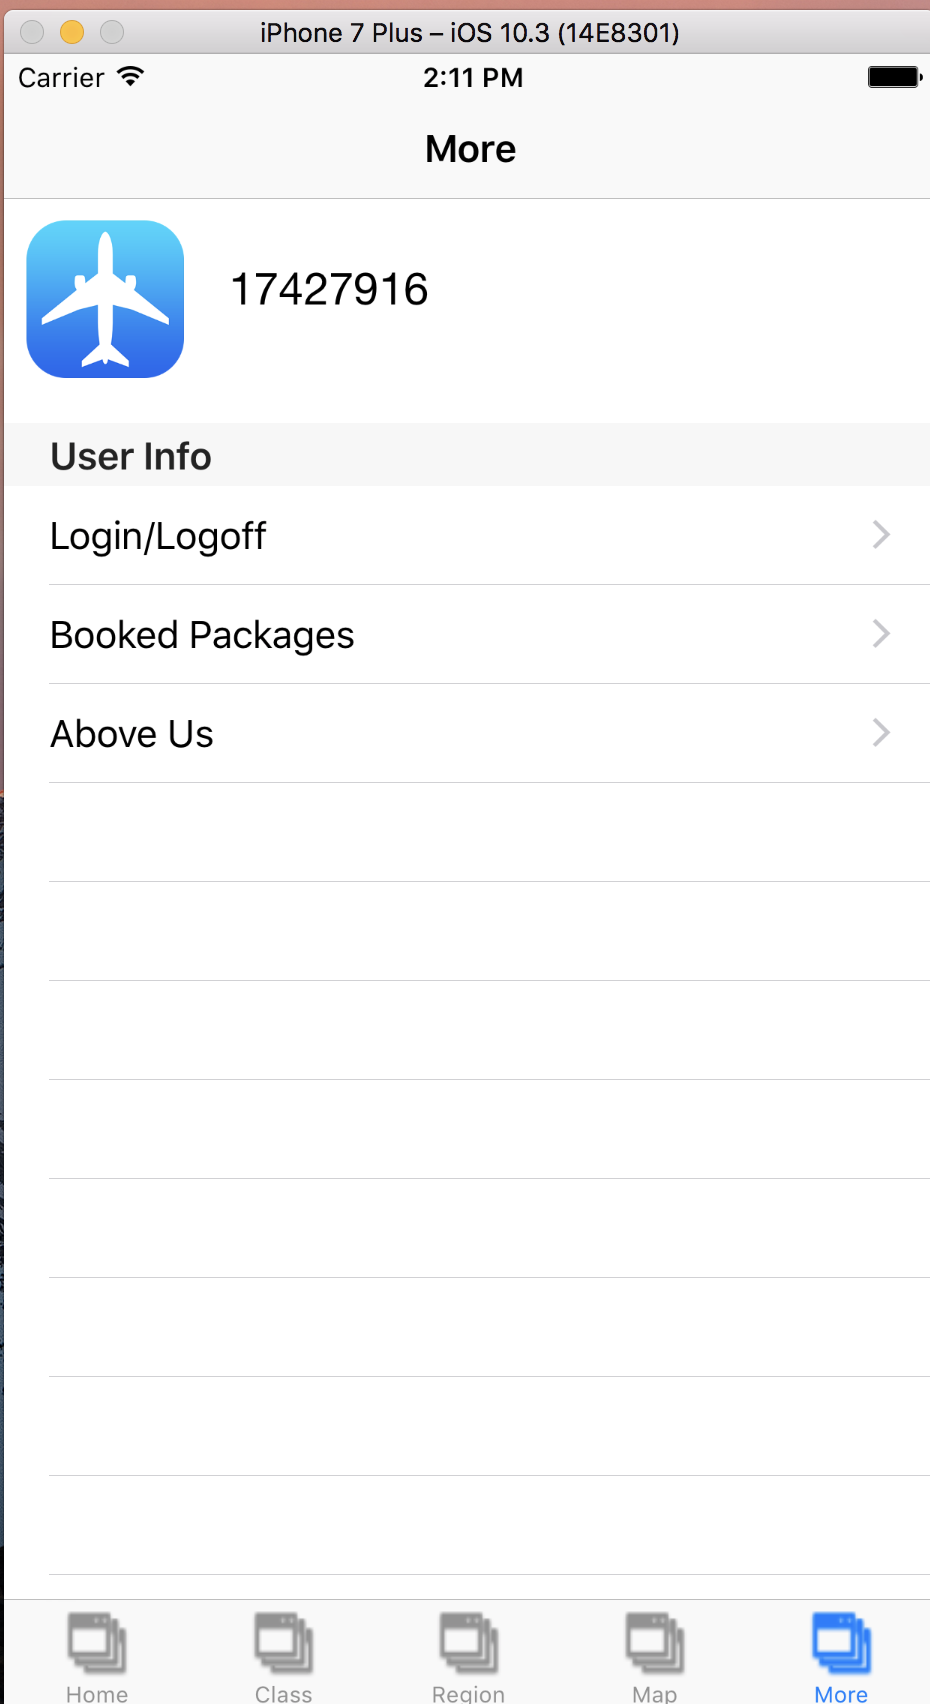 iPhone 7 Plus – iOS 10.3 (14E8301)
Carrier 2:11 PM
More
17427916
User Info
Login/Logoff
Booked Packages
Above Us
Home Class Region Map More